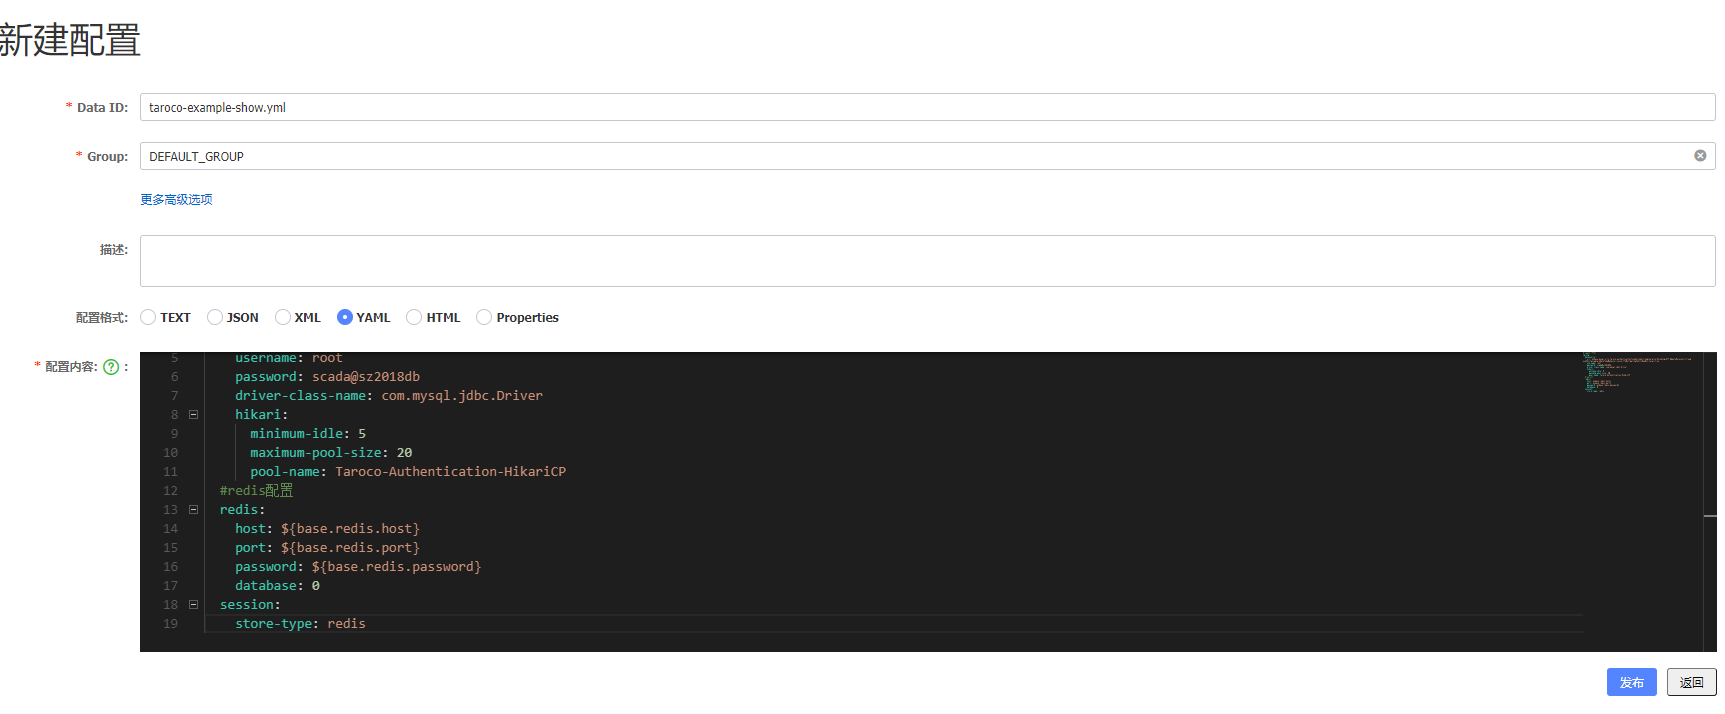 新建配置
* Data ID: taroco-example-show.yml
* Group: DEFAULT_GROUP
更多高级选项
描述:
配置格式: TEXT JSON XML YAML HTML Properties
* 配置内容: ? :
5 username: root
6 password: scada@sz2018db
7 driver-class-name: com.mysql.jdbc.Driver
8 hikari:
9 minimum-idle: 5
10 maximum-pool-size: 20
11 pool-name: Taroco-Authentication-HikariCP
12 #redis配置
13 redis:
14 host: ${base.redis.host}
15 port: ${base.redis.port}
16 password: ${base.redis.password}
17 database: 0
18 session:
19 store-type: redis
发布 返回